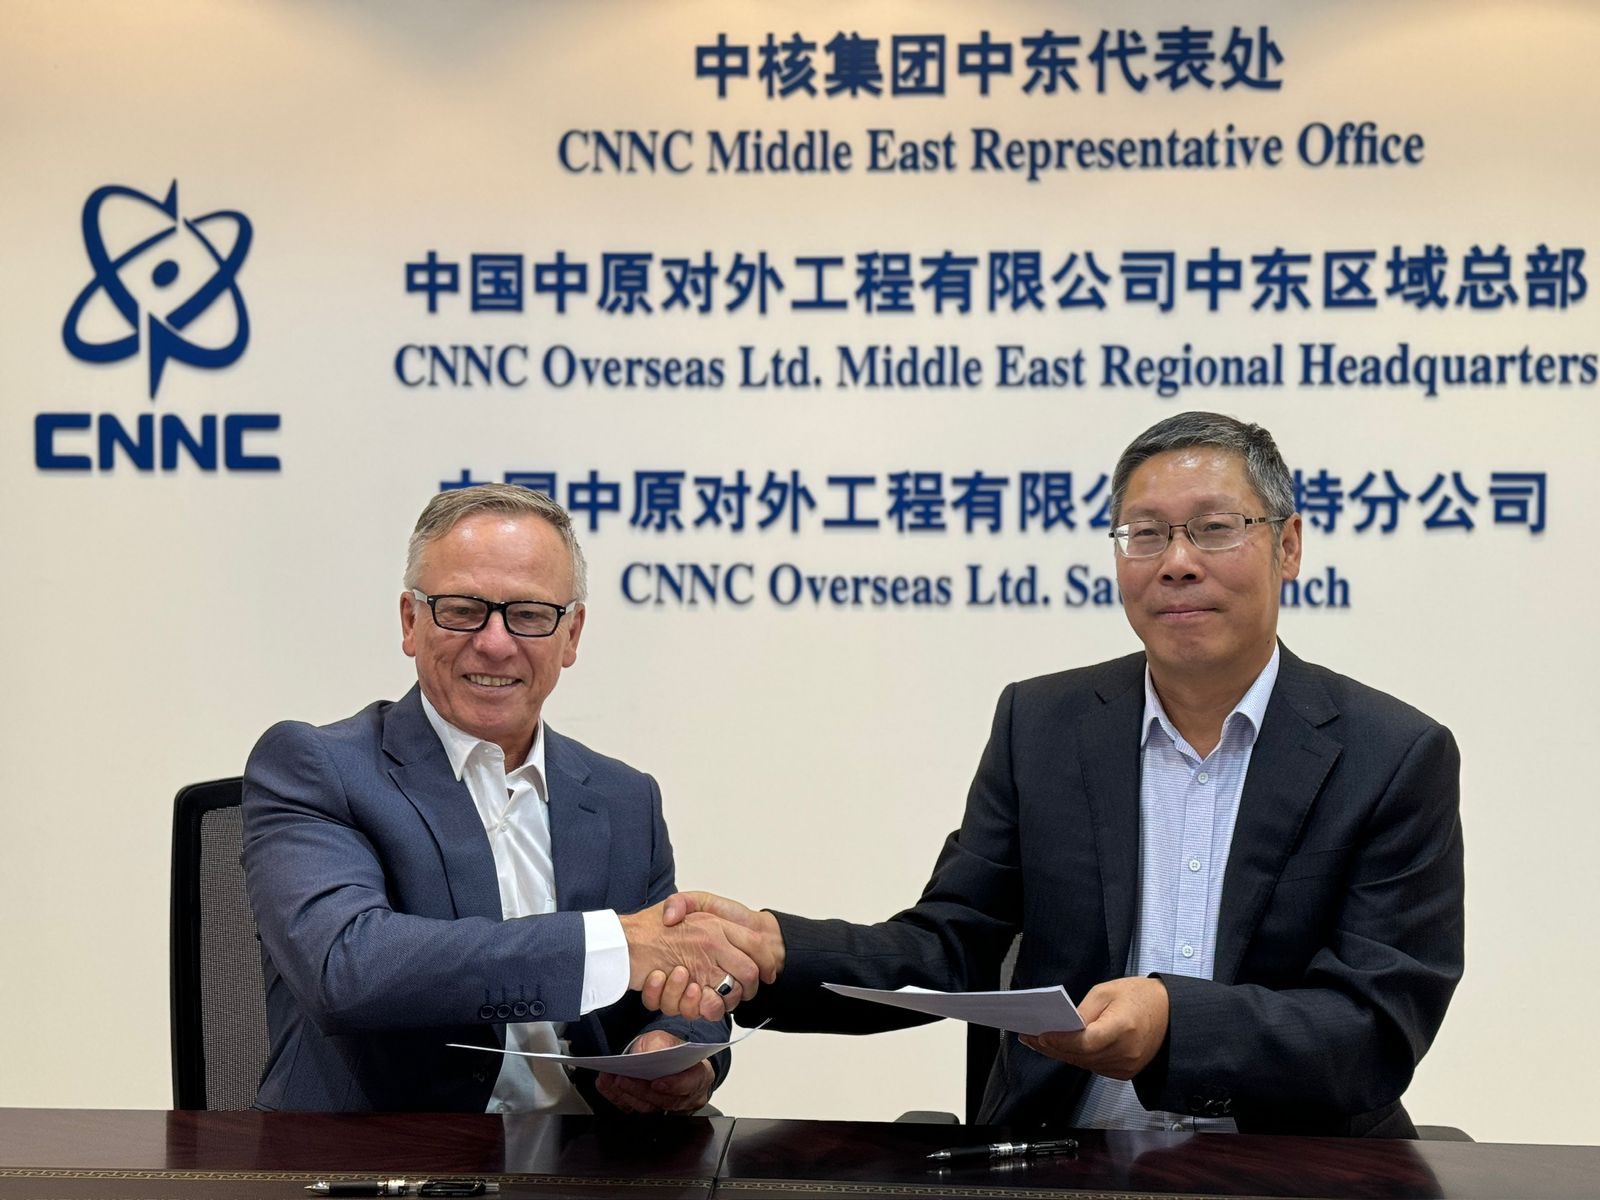 中核集团中东代表处
CNNC Middle East Representative Office
中国中原对外工程有限公司中东区域总部
CNNC Overseas Ltd. Middle East Regional Headquarters
CNNC
中国中原对外工程有限公 特分公司
CNNC Overseas Ltd.